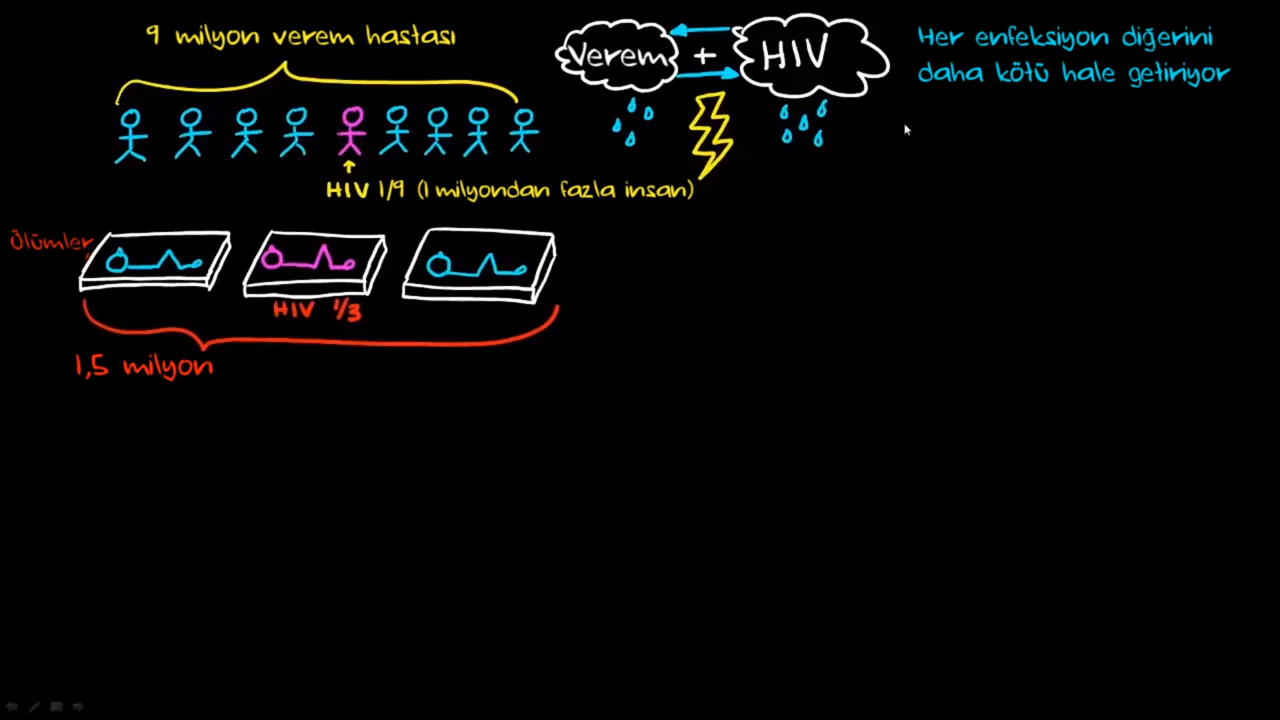 9 milyon verem hastası
Verem + HIV
Her enfeksiyon diğerini
daha kötü hale getiriyor
HIV 1/9 (1 milyondan fazla insan)
Ölümler
HIV 1/3
1,5 milyon